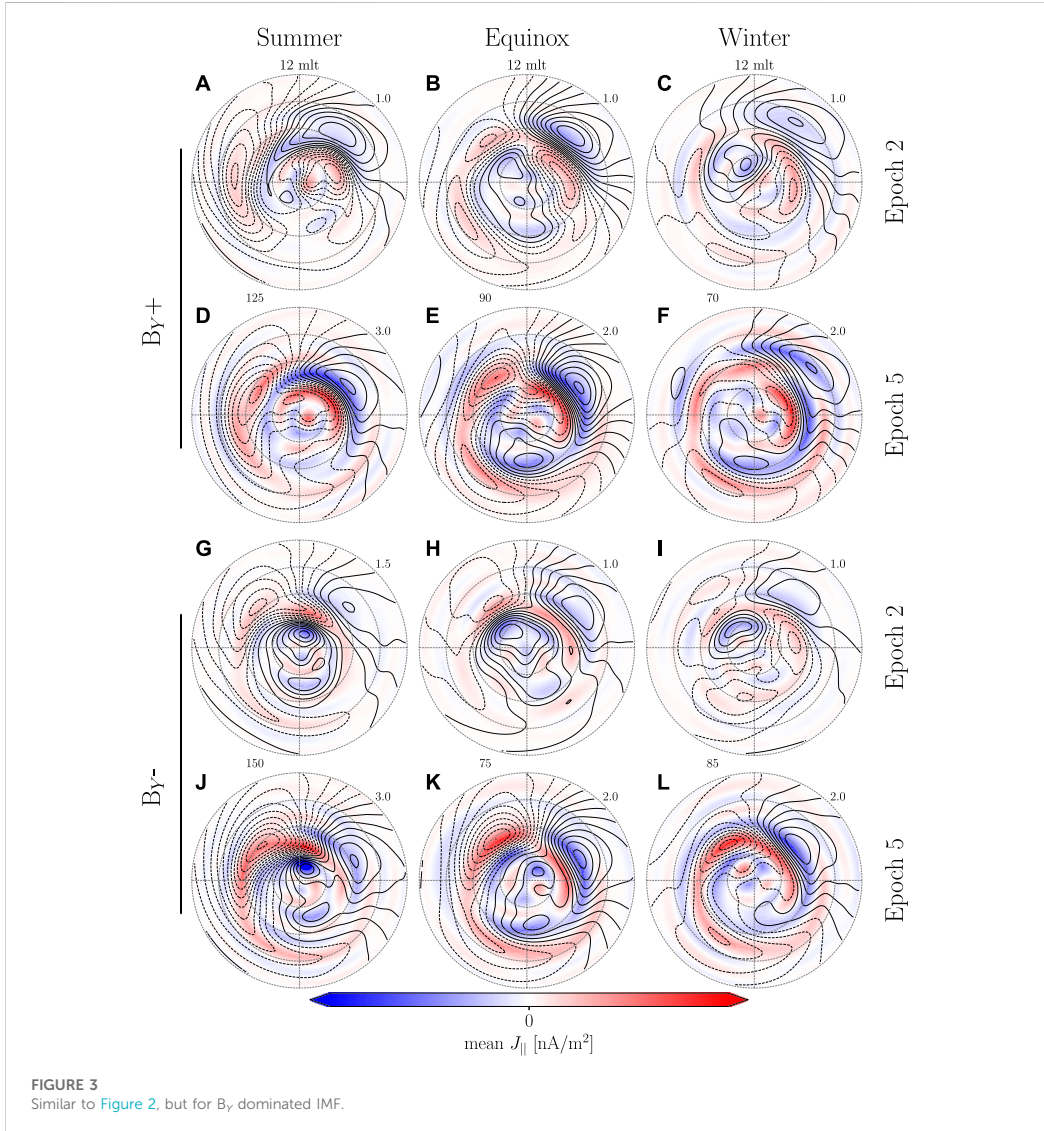 Summer Equinox Winter
12 mlt 12 mlt 12 mlt
A 1.0 B 1.0 C 1.0
Epoch 2
B_Y+
125 90 70
D 3.0 E 2.0 F 2.0
Epoch 5
G 1.5 H 1.0 I 1.0
Epoch 2
B_Y-
150 75 85
J 3.0 K 2.0 L 2.0
Epoch 5
0
mean J_|| [nA/m²]
FIGURE 3
Similar to Figure 2, but for B_Y dominated IMF.